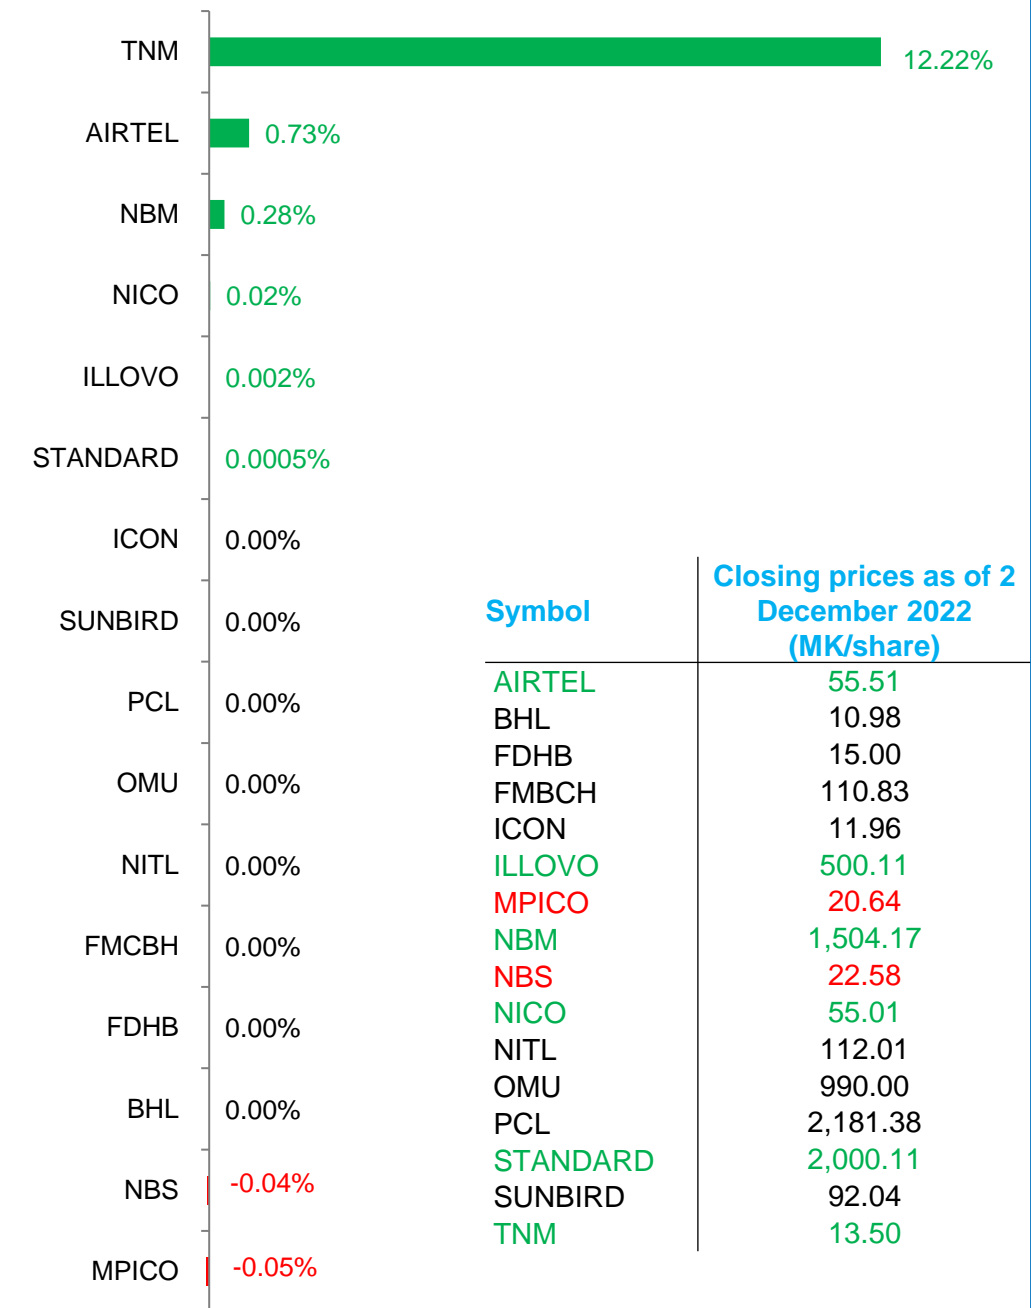 TNM 12.22%
AIRTEL 0.73%
NBM 0.28%
NICO 0.02%
ILLOVO 0.002%
STANDARD 0.0005%
ICON 0.00%
SUNBIRD 0.00%
PCL 0.00%
OMU 0.00%
NITL 0.00%
FMCBH 0.00%
FDHB 0.00%
BHL 0.00%
NBS -0.04%
MPICO -0.05%
Symbol
Closing prices as of 2
December 2022
(MK/share)
AIRTEL 55.51
BHL 10.98
FDHB 15.00
FMBCH 110.83
ICON 11.96
ILLOVO 500.11
MPICO 20.64
NBM 1,504.17
NBS 22.58
NICO 55.01
NITL 112.01
OMU 990.00
PCL 2,181.38
STANDARD 2,000.11
SUNBIRD 92.04
TNM 13.50